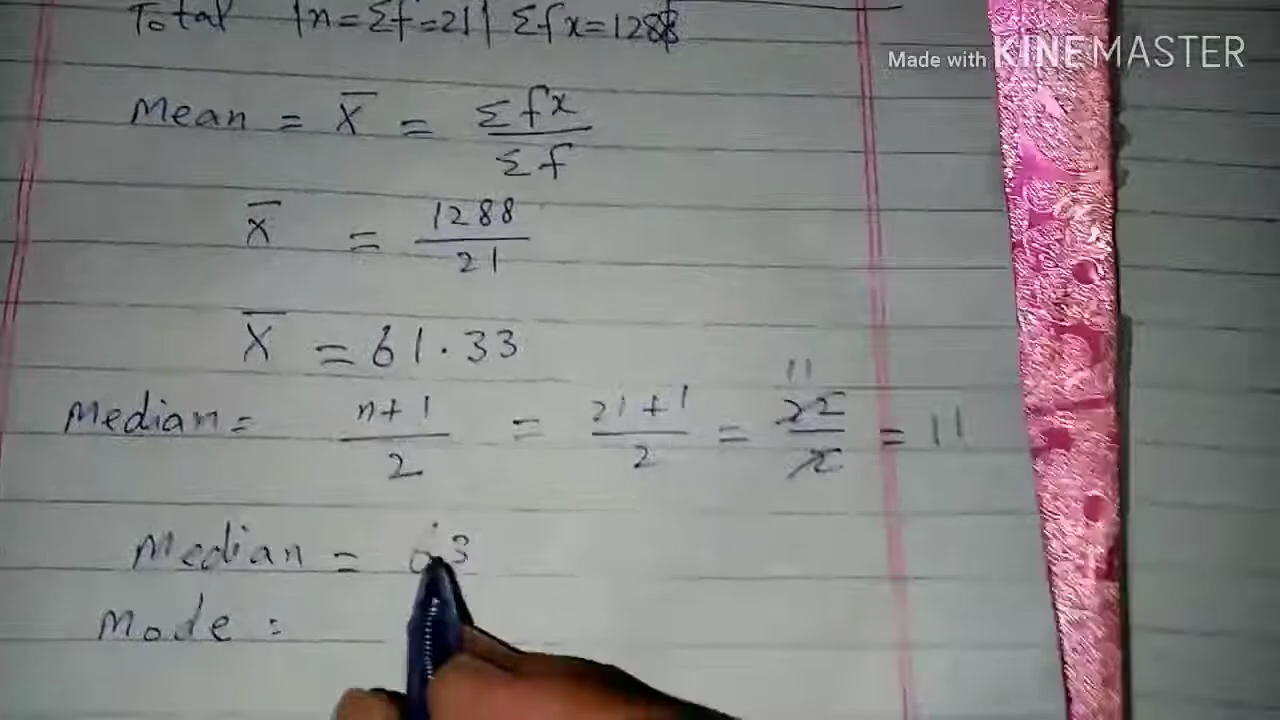 Total | n = Σf = 21 | Σfx = 1288
Made with KINEMASTER
Mean = X̄ = Σfx / Σf
x̄ = 1288 / 21
X̄ = 61.33
Median = n+1 / 2 = 21+1 / 2 = 22 / 2 11 = 11
Median = 63
Mode :